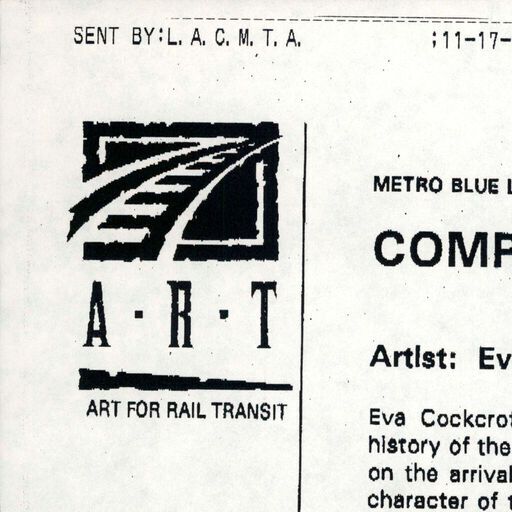 SENT BY:L. A. C. M. T. A. ;11-17-
A · R · T
ART FOR RAIL TRANSIT
METRO BLUE
COMP
Artist: Ev
Eva Cockcrof
history of the
on the arrival
character of